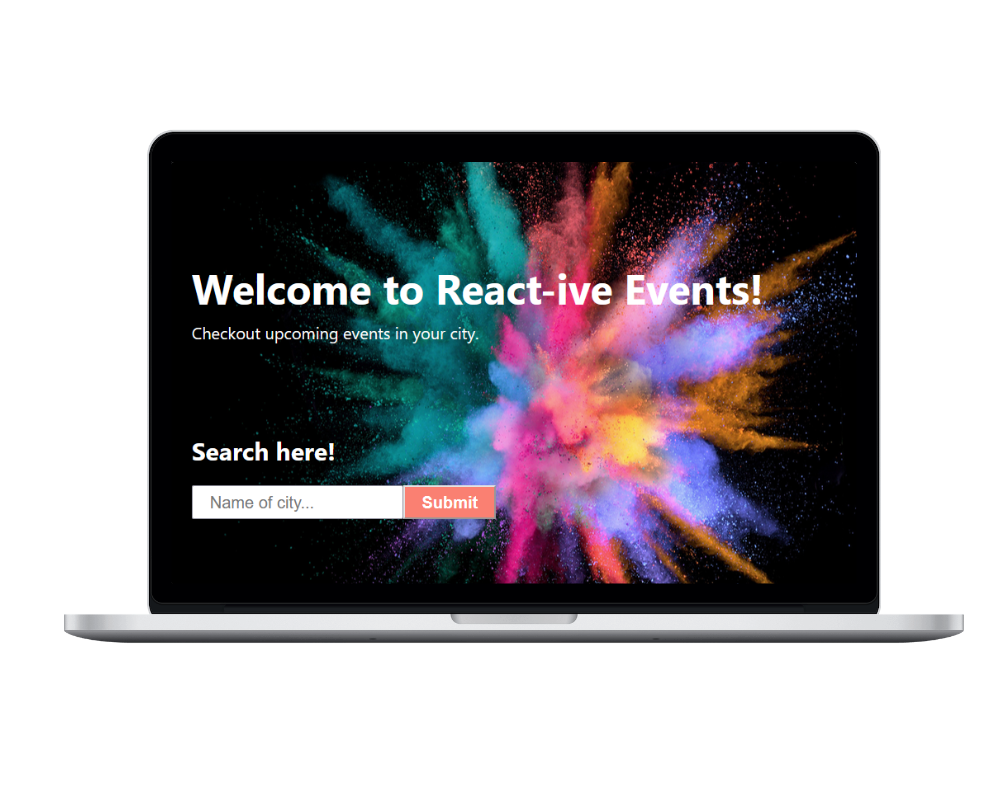 Welcome to React-ive Events!
Checkout upcoming events in your city.
Search here!
Name of city... Submit